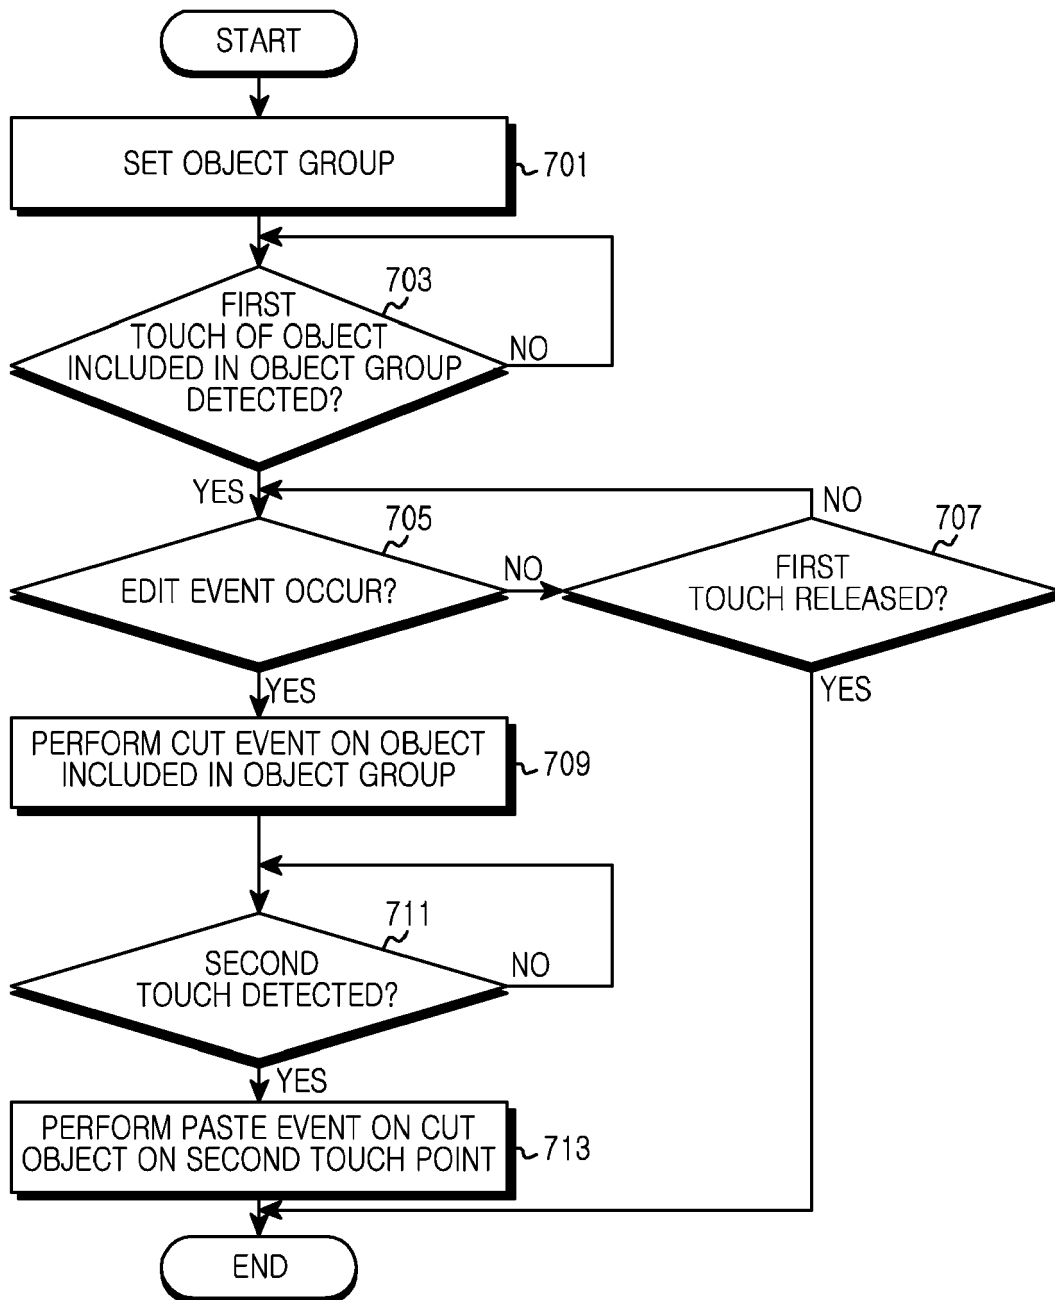 START
SET OBJECT GROUP
701
703
FIRST
TOUCH OF OBJECT
INCLUDED IN OBJECT GROUP
DETECTED?
NO
YES
705
EDIT EVENT OCCUR?
NO
NO
707
FIRST
TOUCH RELEASED?
YES
YES
PERFORM CUT EVENT ON OBJECT
INCLUDED IN OBJECT GROUP
709
711
SECOND
TOUCH DETECTED?
NO
YES
PERFORM PASTE EVENT ON CUT
OBJECT ON SECOND TOUCH POINT
713
END